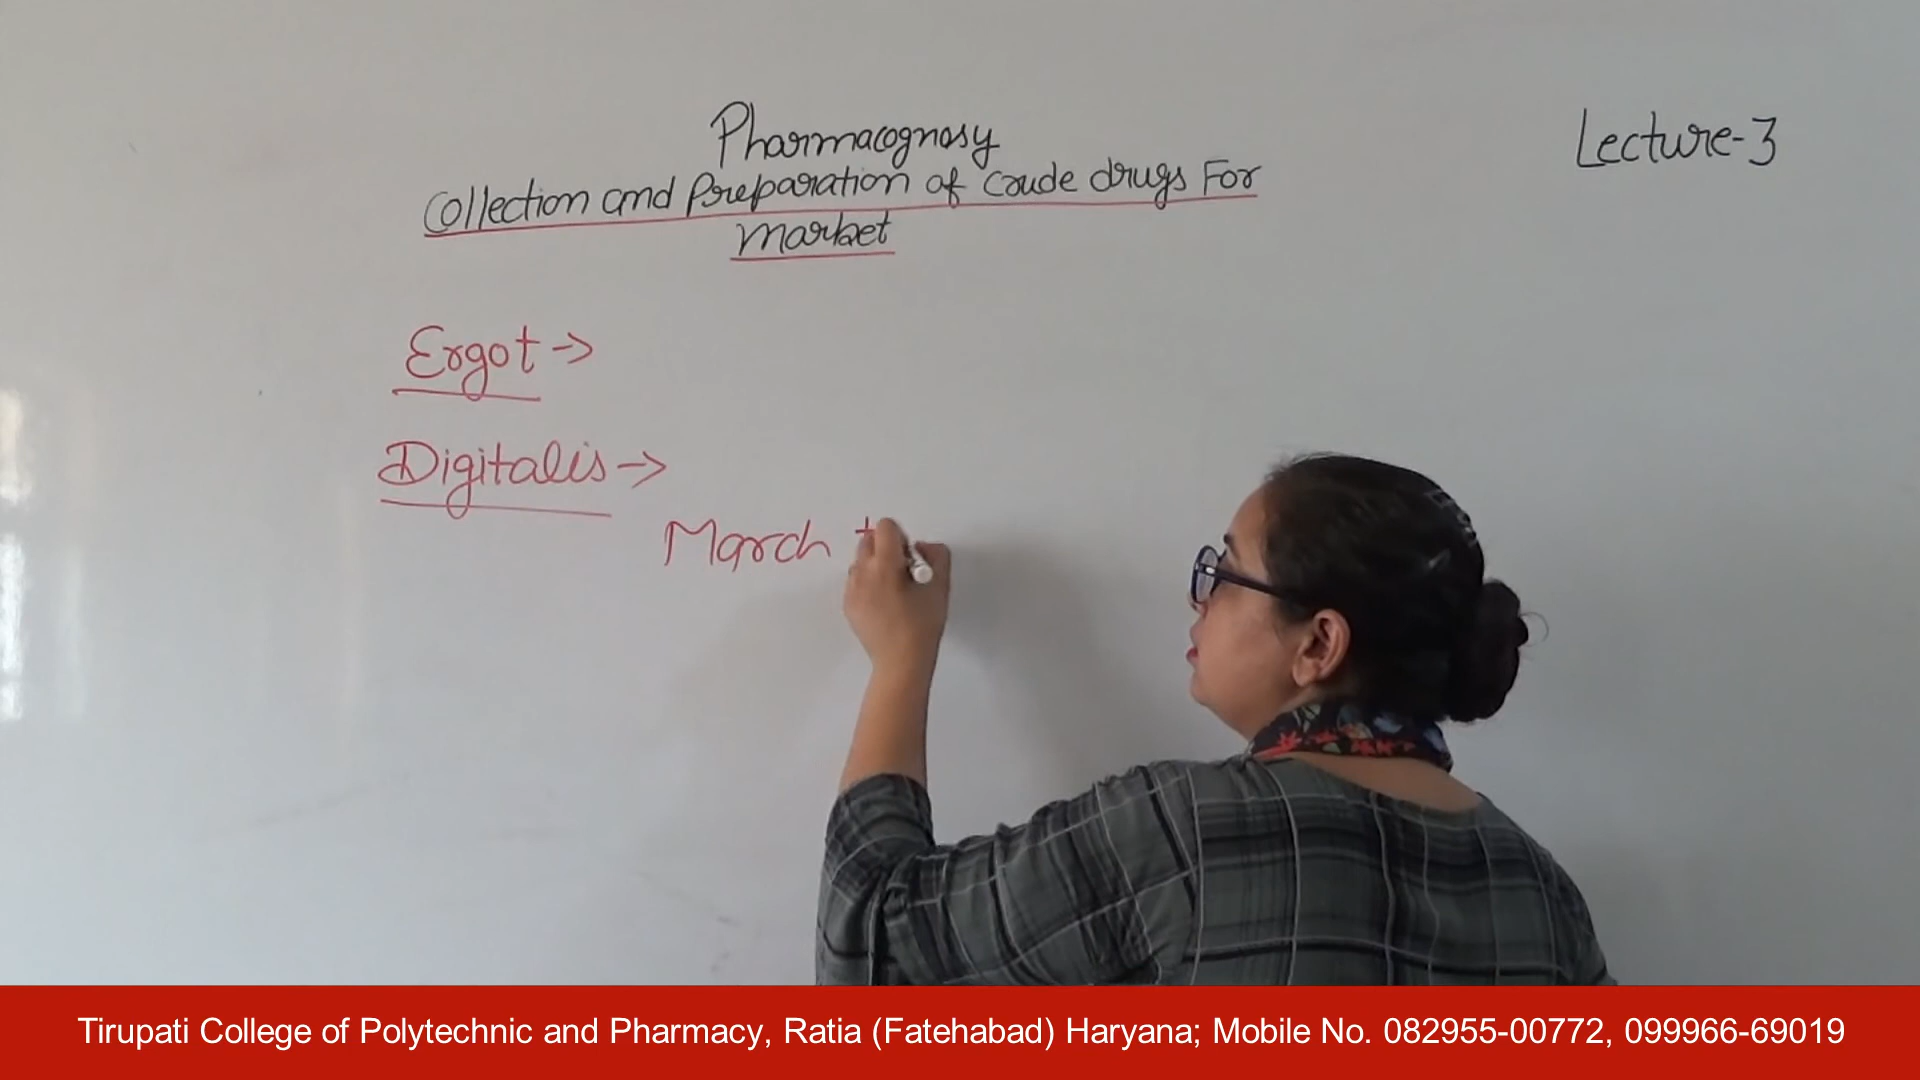 Pharmacognosy
Lecture-3
Collection and Preparation of Crude drugs For
market
Ergot ->
Digitalis ->
March t
Tirupati College of Polytechnic and Pharmacy, Ratia (Fatehabad) Haryana; Mobile No. 082955-00772, 099966-69019